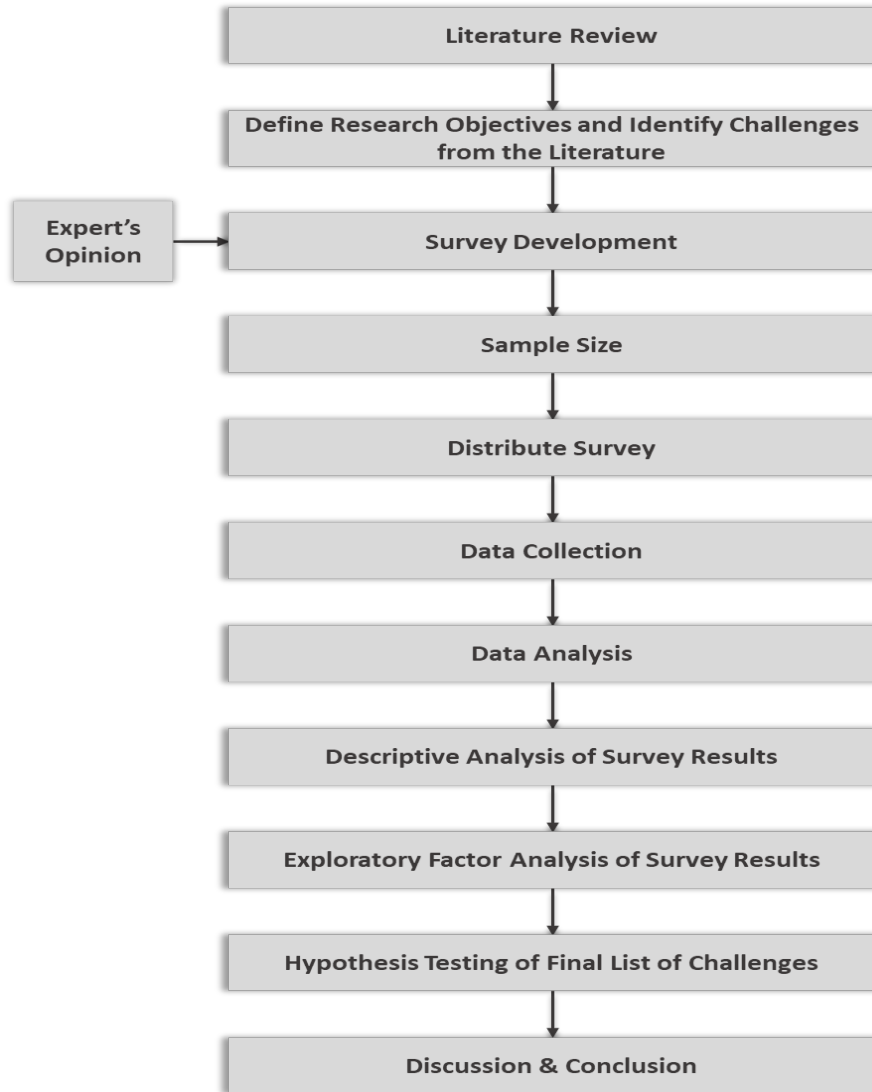 Literature Review
Define Research Objectives and Identify Challenges
from the Literature
Expert’s
Opinion
Survey Development
Sample Size
Distribute Survey
Data Collection
Data Analysis
Descriptive Analysis of Survey Results
Exploratory Factor Analysis of Survey Results
Hypothesis Testing of Final List of Challenges
Discussion & Conclusion